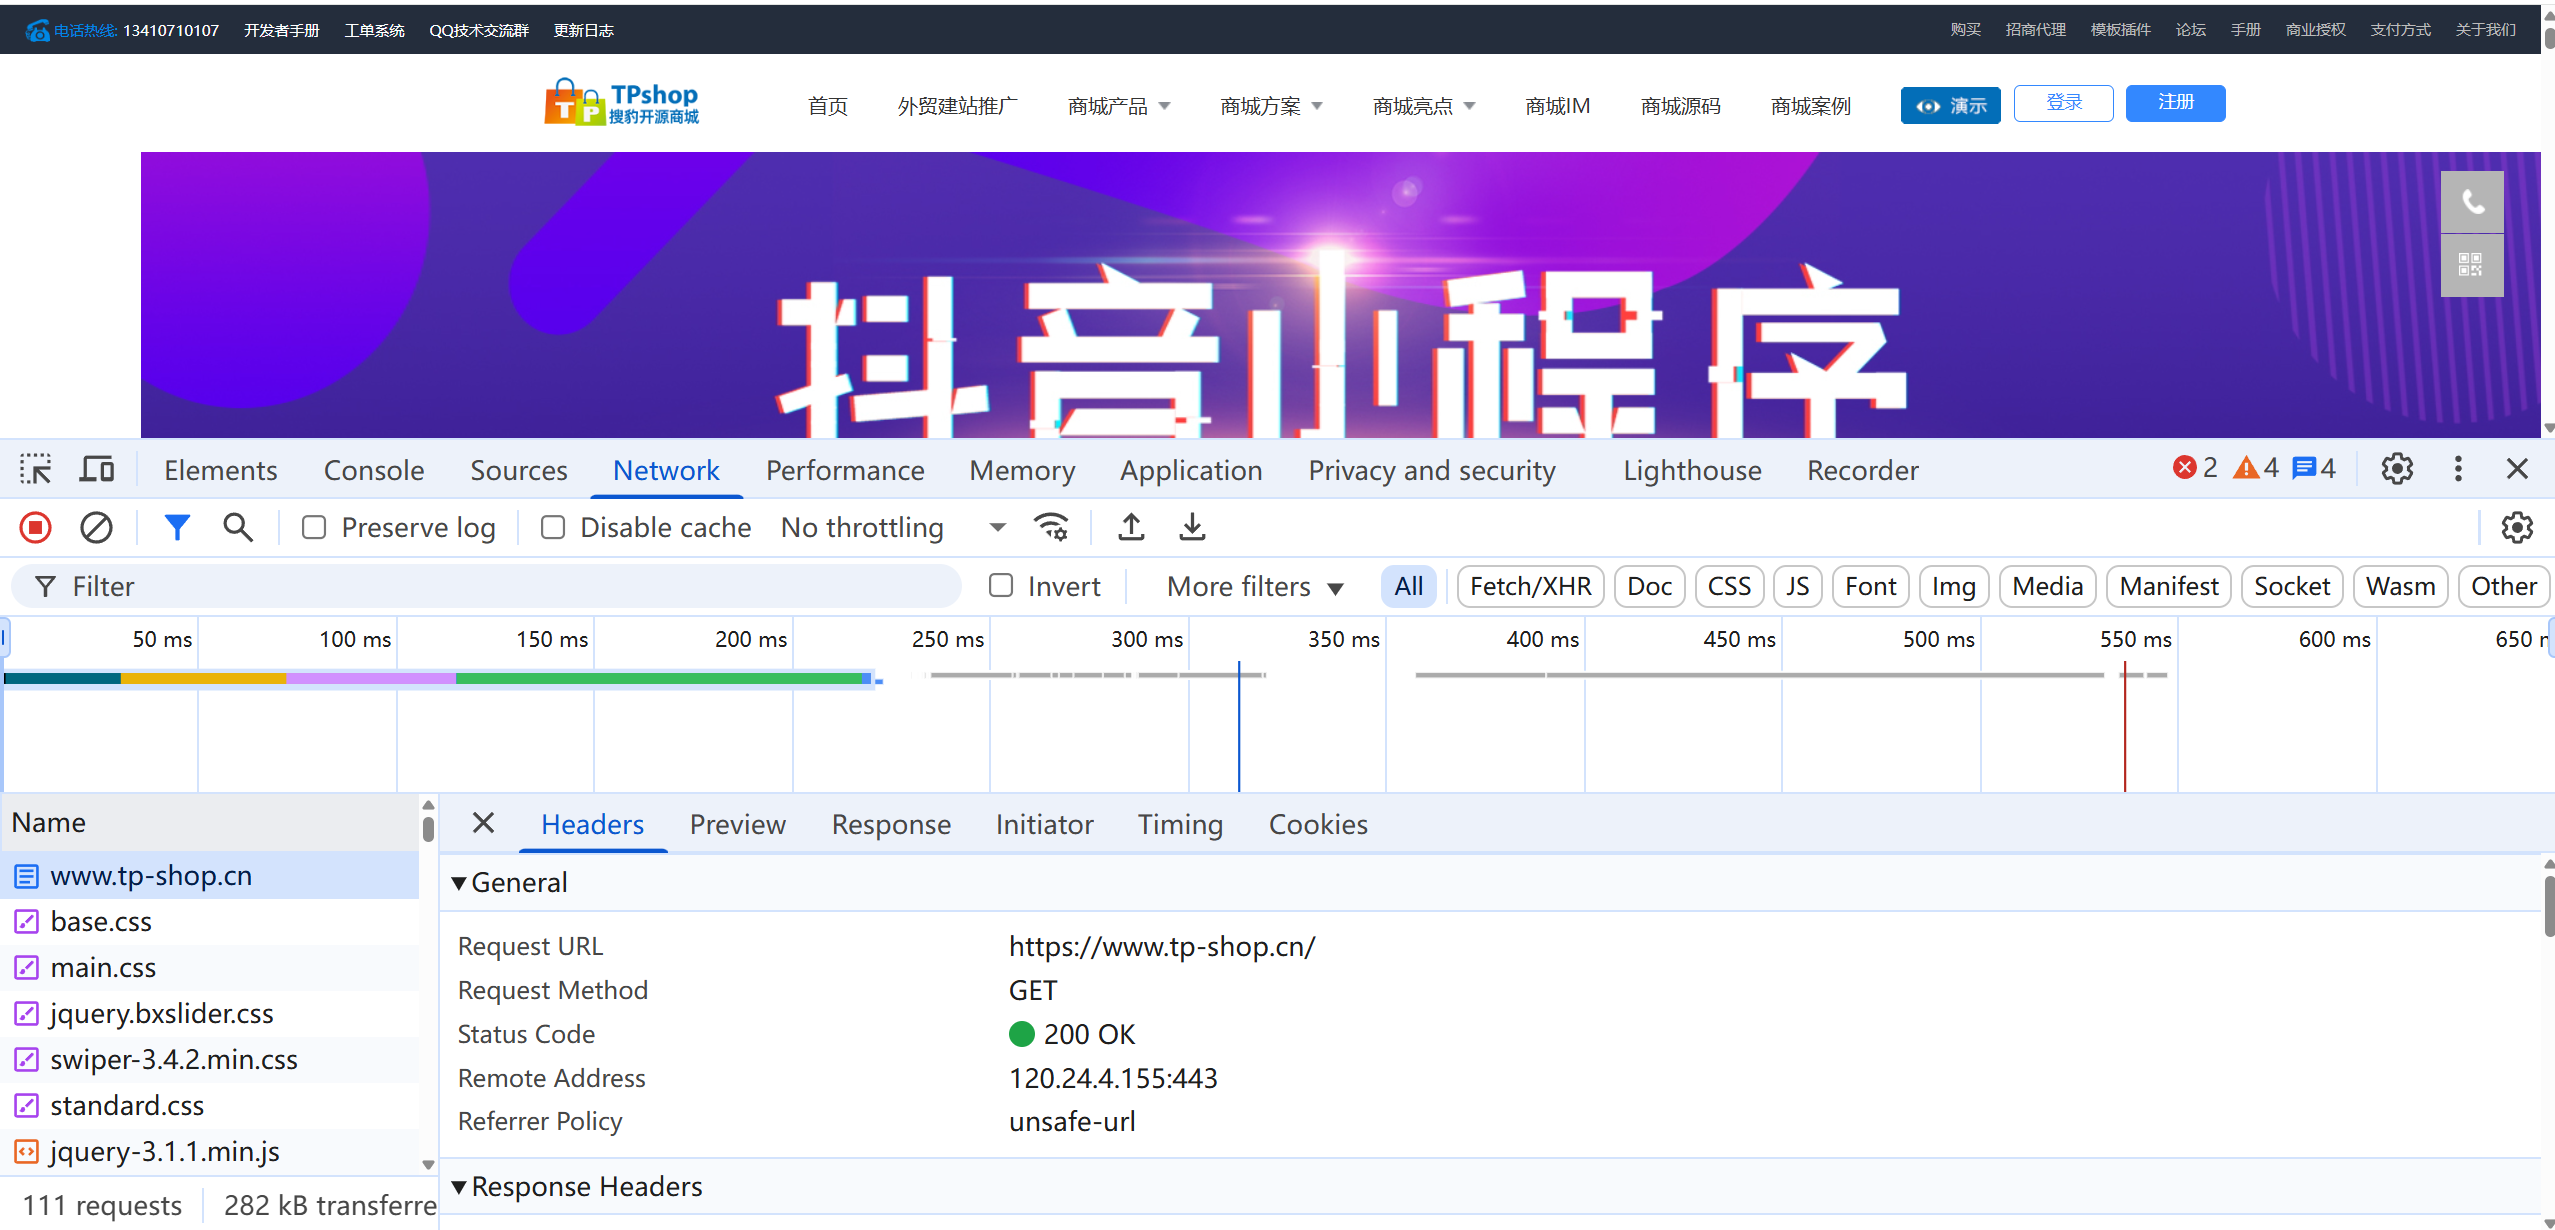 电话热线: 13410710107 开发者手册 工单系统 QQ技术交流群 更新日志 购买 招商代理 模板插件 论坛 手册 商业授权 支付方式 关于我们
TPshop
搜豹开源商城
首页 外贸建站推广 商城产品 商城方案 商城亮点 商城IM 商城源码 商城案例 演示 登录 注册
抖音小程序
Elements Console Sources Network Performance Memory Application Privacy and security Lighthouse Recorder 2 4 4
Preserve log Disable cache No throttling
Filter Invert More filters All Fetch/XHR Doc CSS JS Font Img Media Manifest Socket Wasm Other
50 ms 100 ms 150 ms 200 ms 250 ms 300 ms 350 ms 400 ms 450 ms 500 ms 550 ms 600 ms 650
Name
www.tp-shop.cn
base.css
main.css
jquery.bxslider.css
swiper-3.4.2.min.css
standard.css
jquery-3.1.1.min.js
111 requests 282 kB transferre
Headers Preview Response Initiator Timing Cookies
General
Request URL https://www.tp-shop.cn/
Request Method GET
Status Code 200 OK
Remote Address 120.24.4.155:443
Referrer Policy unsafe-url
Response Headers